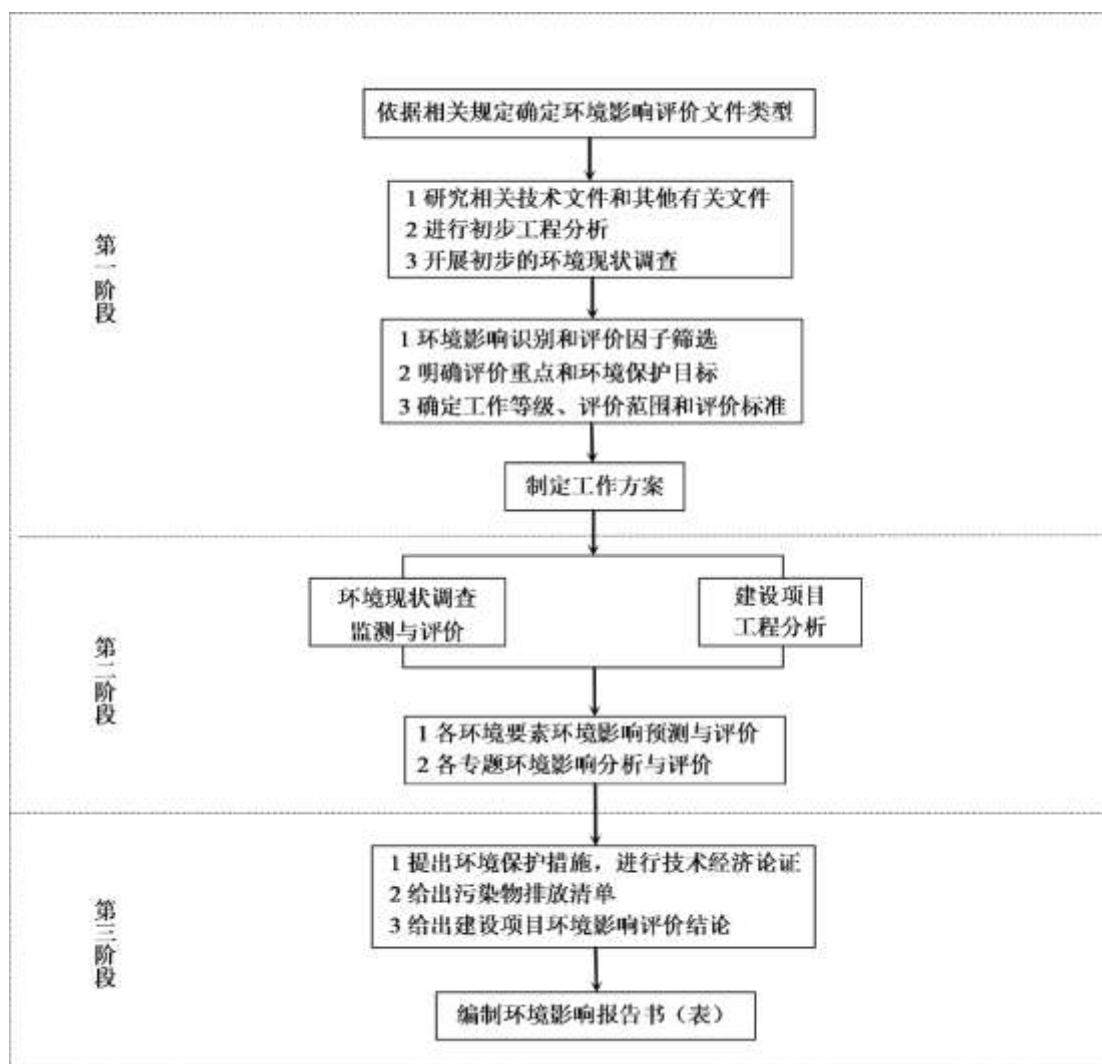 依据相关规定确定环境影响评价文件类型
1 研究相关技术文件和其他有关文件
2 进行初步工程分析
3 开展初步的环境现状调查
第一阶段
1 环境影响识别和评价因子筛选
2 明确评价重点和环境保护目标
3 确定工作等级、评价范围和评价标准
制定工作方案
环境现状调查
监测与评价
建设项目
工程分析
第二阶段
1 各环境要素环境影响预测与评价
2 各专题环境影响分析与评价
1 提出环境保护措施，进行技术经济论证
2 给出污染物排放清单
3 给出建设项目环境影响评价结论
第三阶段
编制环境影响报告书（表）